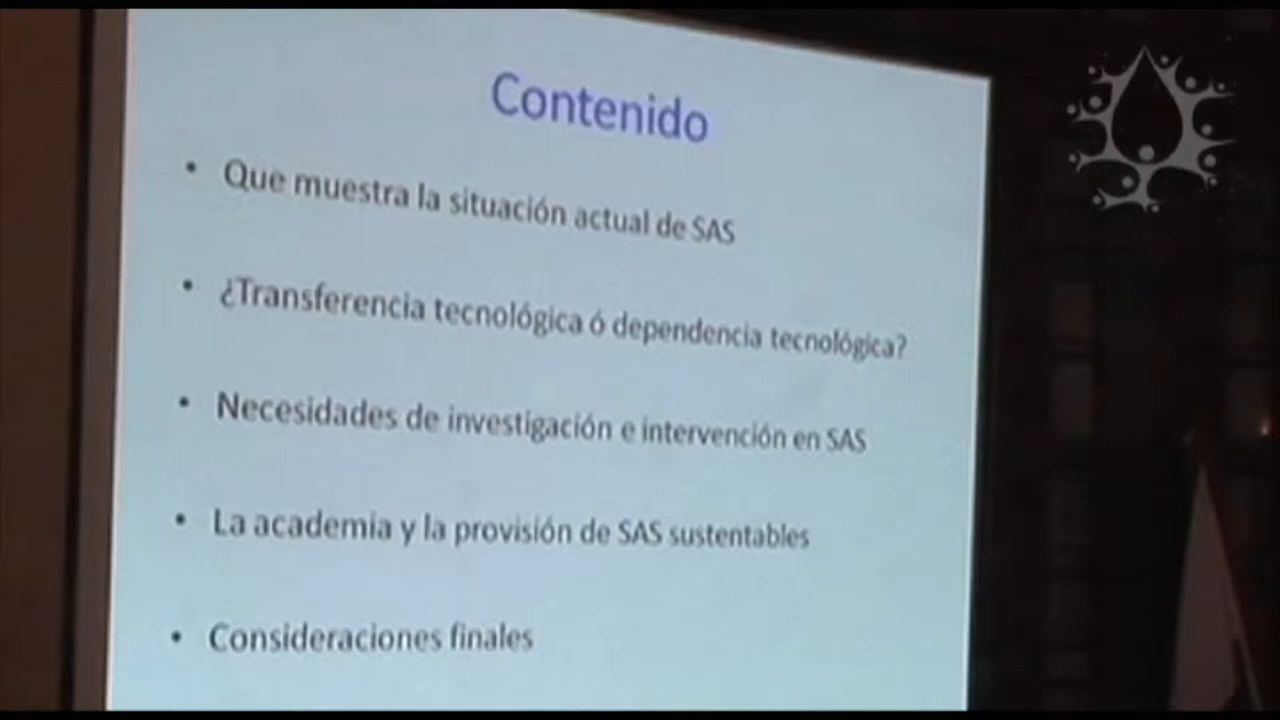 Contenido
• Que muestra la situación actual de SAS
• ¿Transferencia tecnológica ó dependencia tecnológica?
• Necesidades de investigación e intervención en SAS
• La academia y la provisión de SAS sustentables
• Consideraciones finales